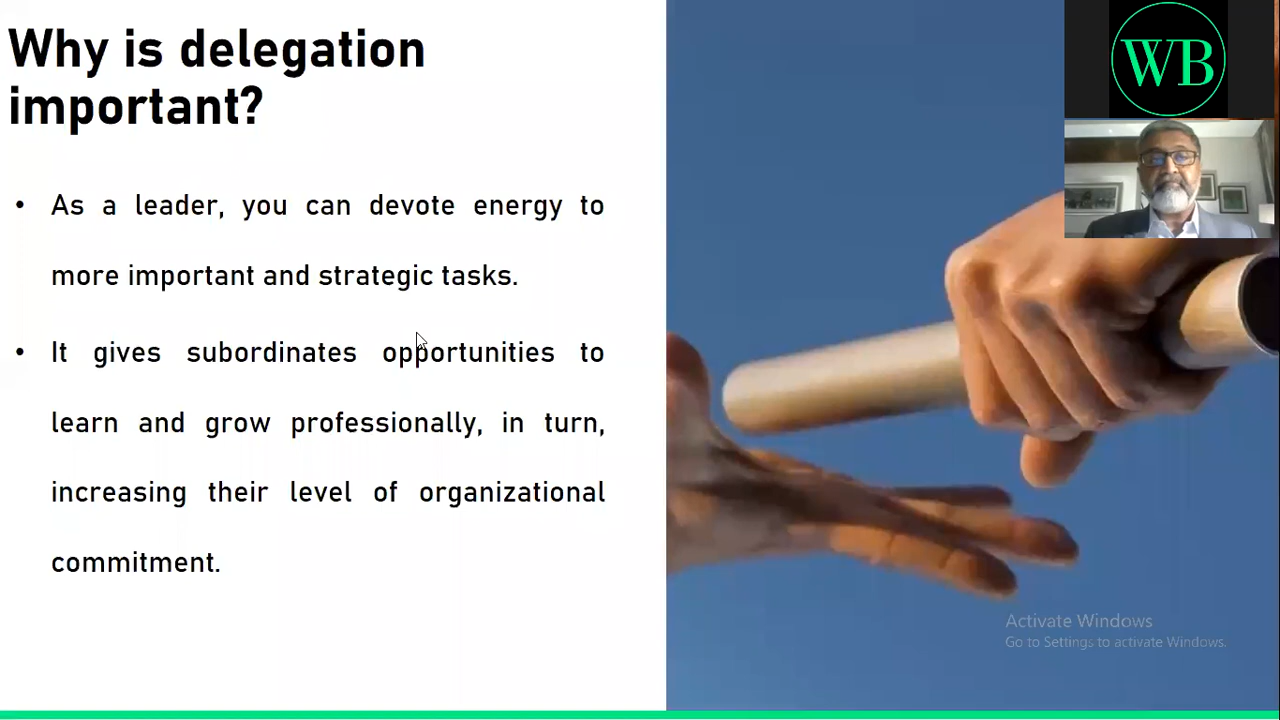 Why is delegation
important?
• As a leader, you can devote energy to
more important and strategic tasks.
• It gives subordinates opportunities to
learn and grow professionally, in turn,
increasing their level of organizational
commitment.
WB
Activate Windows
Go to Settings to activate Windows.